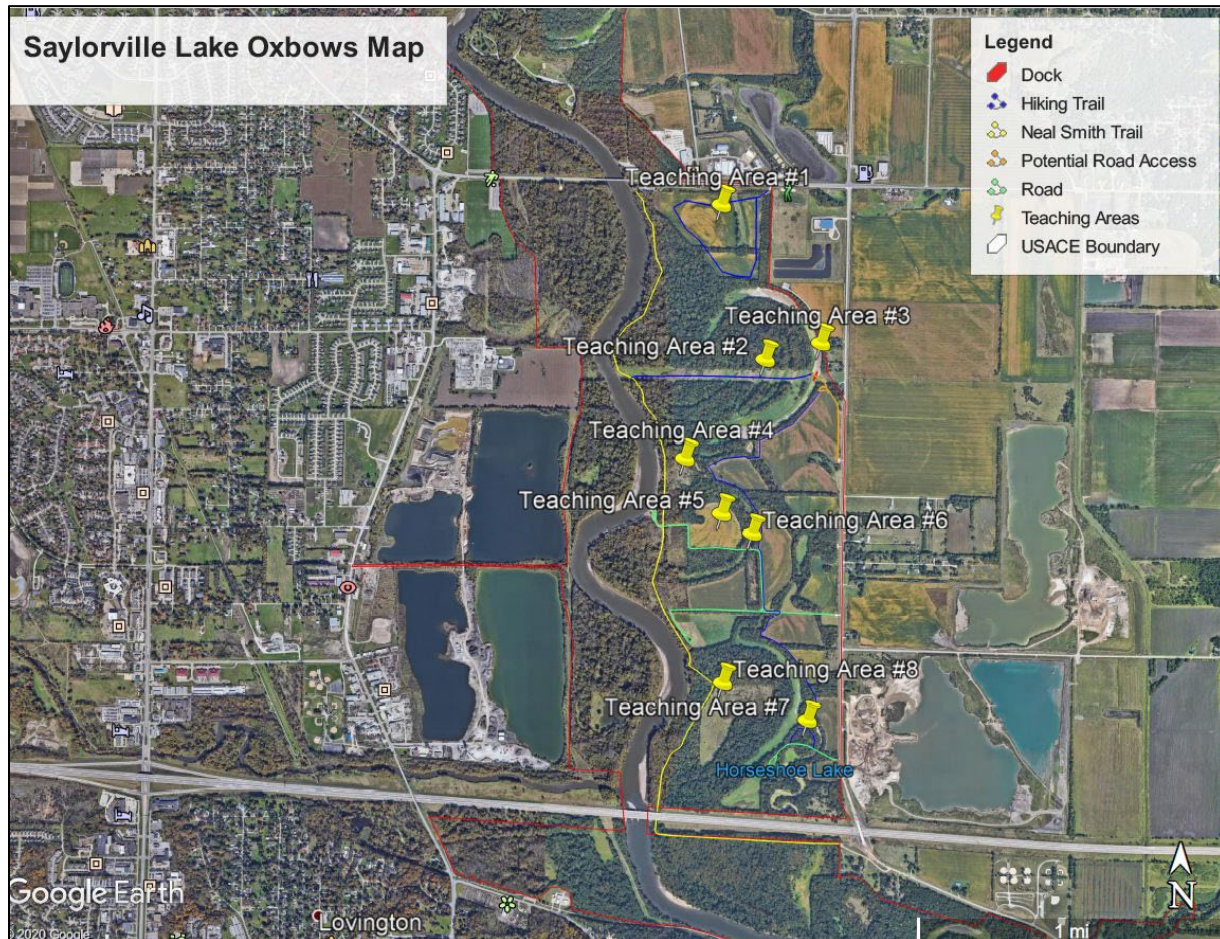 Saylorville Lake Oxbows Map
Legend
Dock
Hiking Trail
Neal Smith Trail
Potential Road Access
Road
Teaching Areas
USACE Boundary
Teaching Area #1
Teaching Area #3
Teaching Area #2
Teaching Area #4
Teaching Area #5
Teaching Area #6
Teaching Area #8
Teaching Area #7
Horseshoe Lake
Google Earth
© 2020 Google
Lovington
N
1 mi